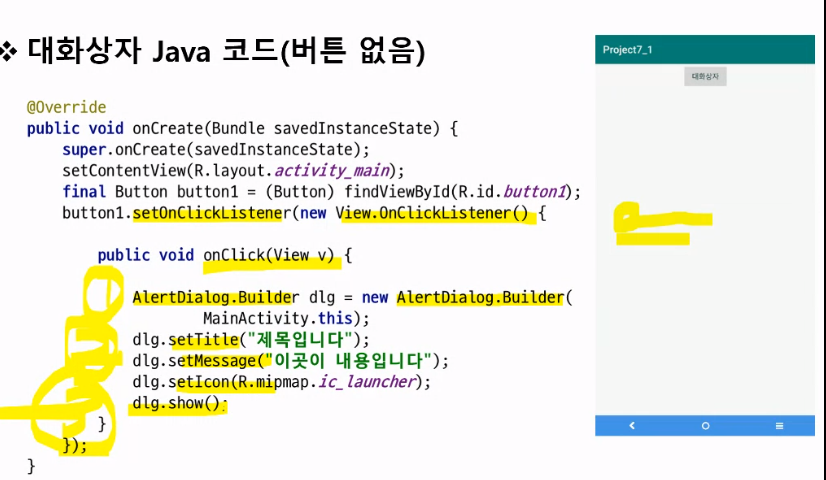 ❖ 대화상자 Java 코드(버튼 없음)
@Override
public void onCreate(Bundle savedInstanceState) {
super.onCreate(savedInstanceState);
setContentView(R.layout.activity_main);
final Button button1 = (Button) findViewById(R.id.button1);
button1.setOnClickListener(new View.OnClickListener() {
public void onClick(View v) {
AlertDialog.Builder dlg = new AlertDialog.Builder(
MainActivity.this);
dlg.setTitle("제목입니다");
dlg.setMessage("이곳이 내용입니다");
dlg.setIcon(R.mipmap.ic_launcher);
dlg.show();
}
});
}
Project7_1
대화상자